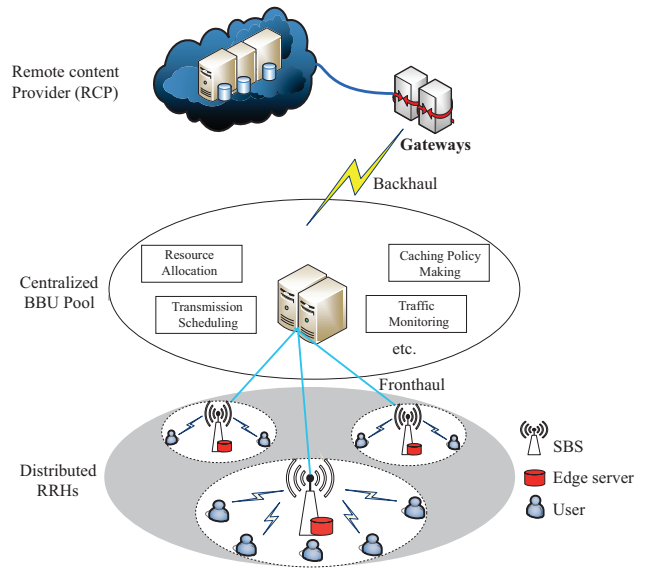 Remote content
Provider (RCP)
Gateways
Backhaul
Resource
Allocation
Caching Policy
Making
Centralized
BBU Pool
Transmission
Scheduling
Traffic
Monitoring
etc.
Fronthaul
SBS
Distributed
RRHs
Edge server
User